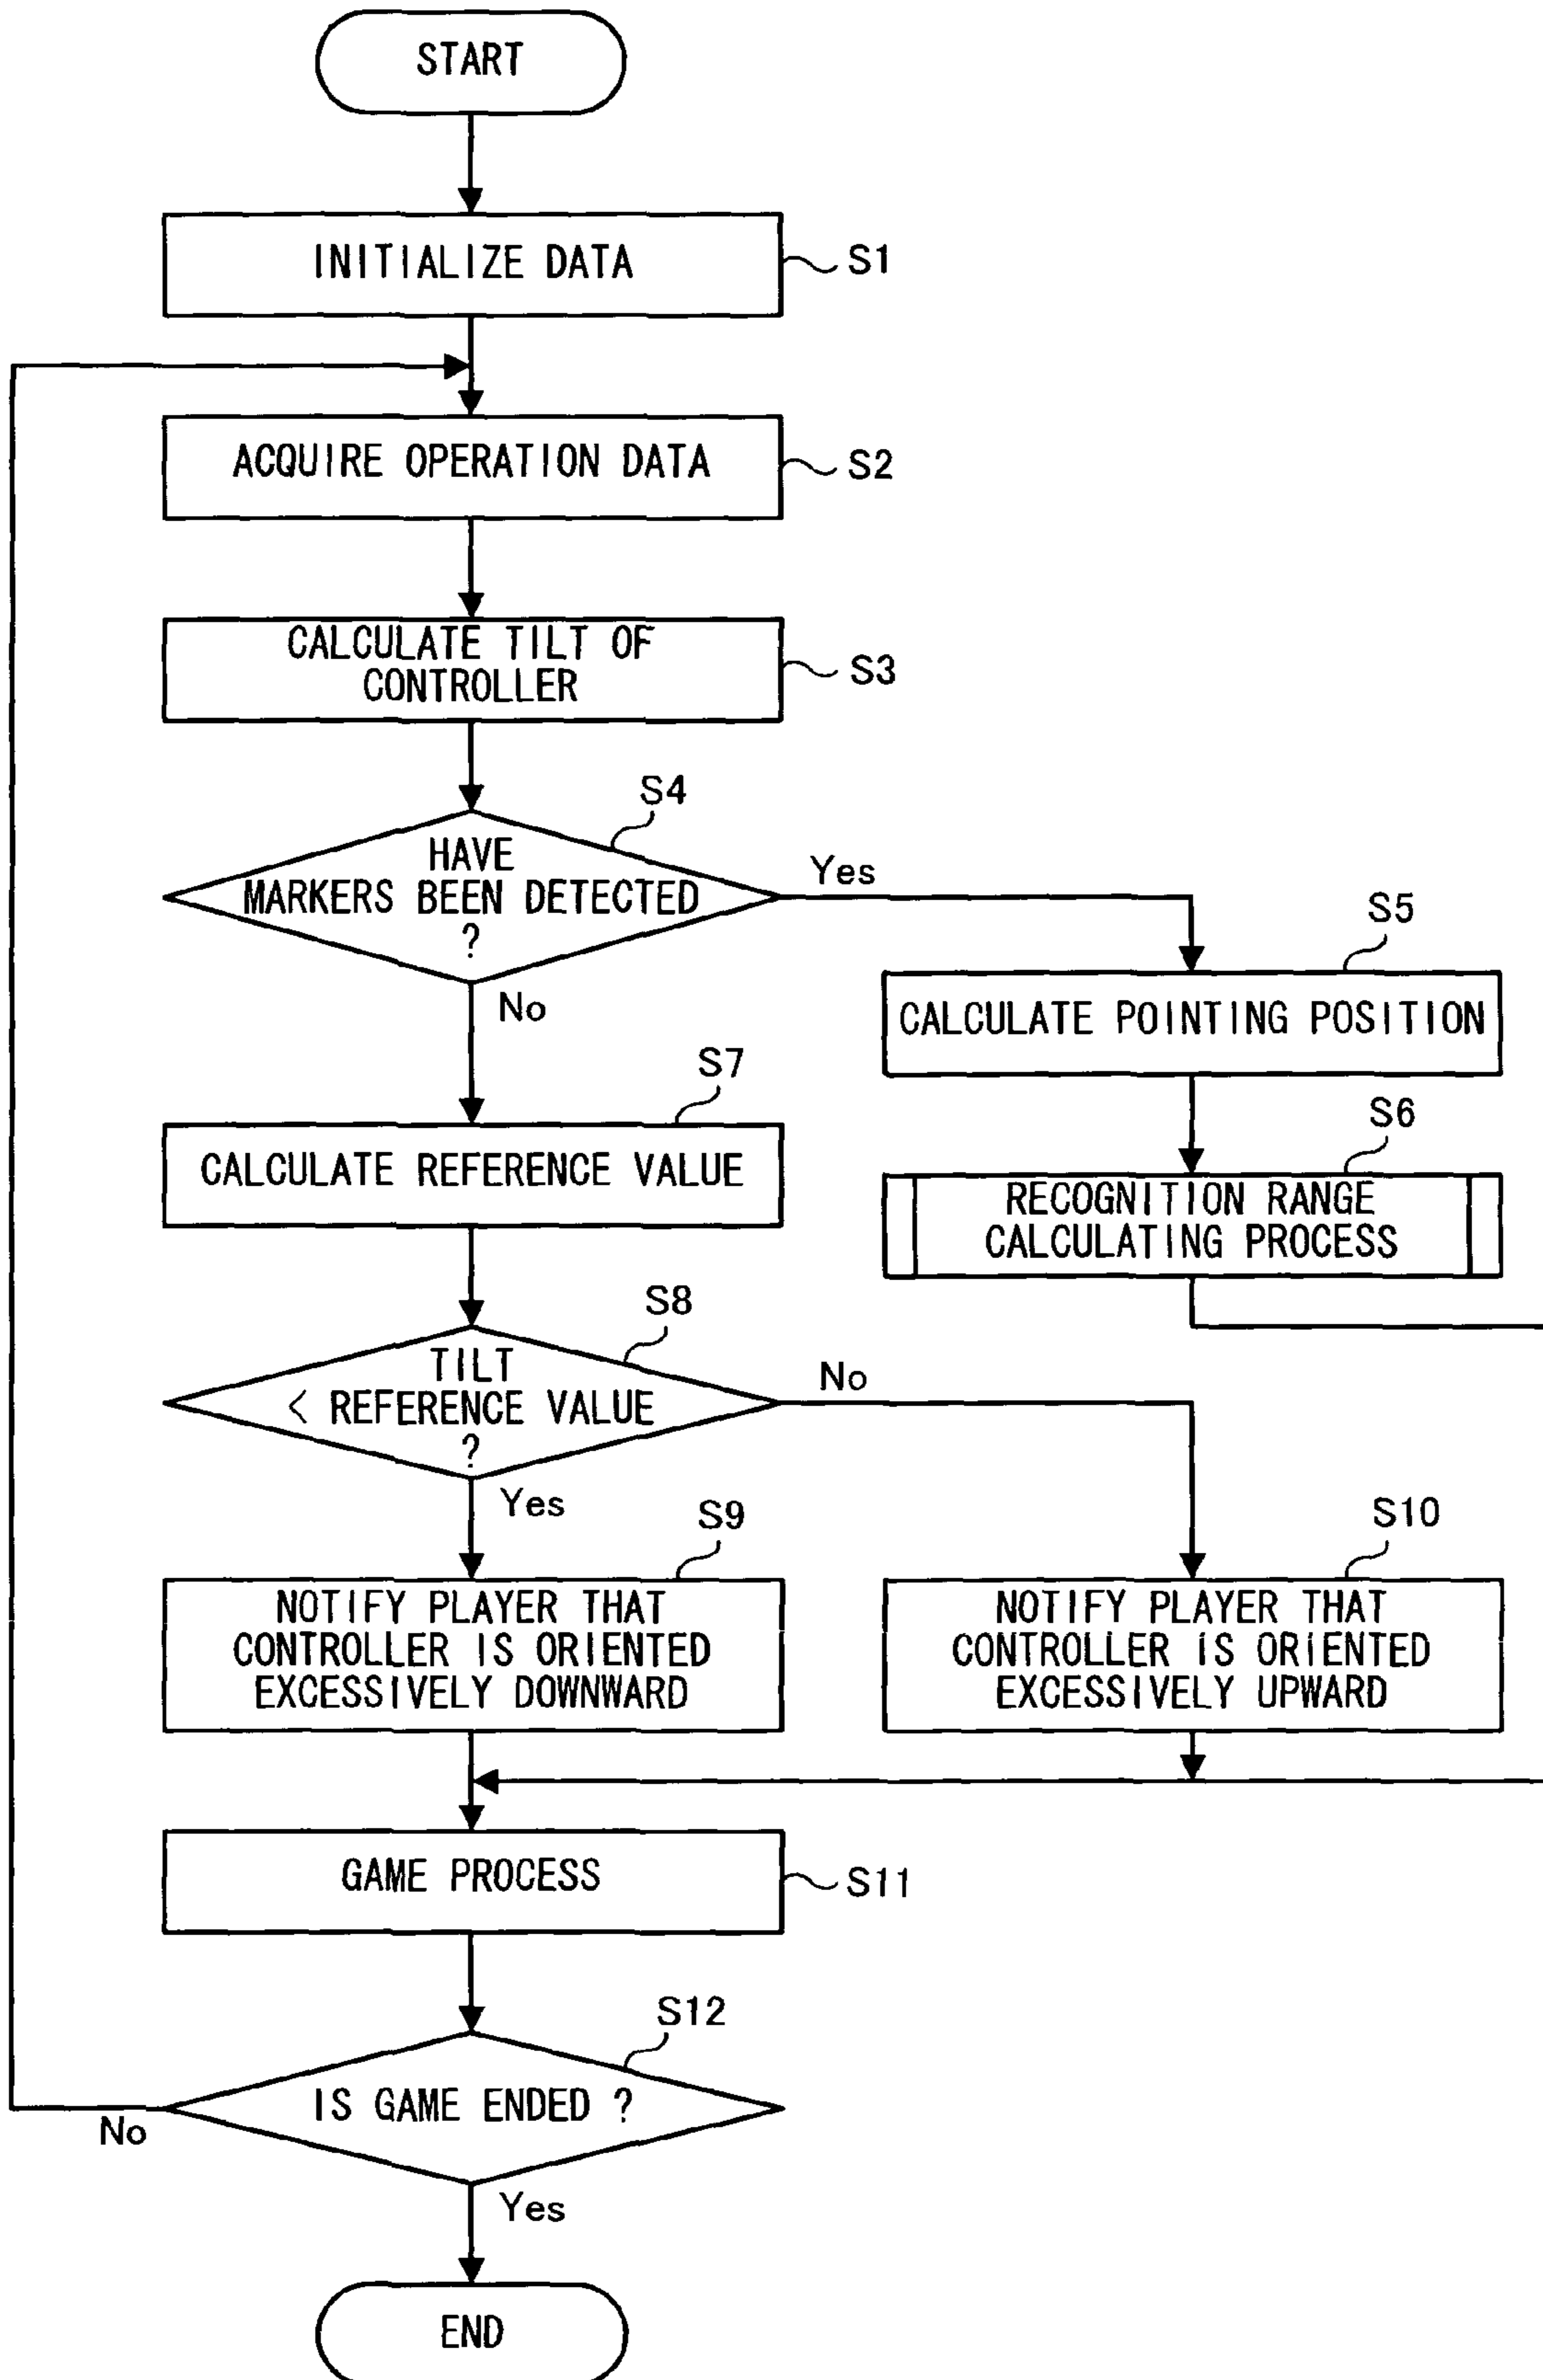 START
INITIALIZE DATA
S1
ACQUIRE OPERATION DATA
S2
CALCULATE TILT OF
CONTROLLER
S3
S4
HAVE
MARKERS BEEN DETECTED
?
Yes
No
S5
CALCULATE POINTING POSITION
S6
RECOGNITION RANGE
CALCULATING PROCESS
S7
CALCULATE REFERENCE VALUE
S8
TILT
< REFERENCE VALUE
?
No
Yes
S9
NOTIFY PLAYER THAT
CONTROLLER IS ORIENTED
EXCESSIVELY DOWNWARD
S10
NOTIFY PLAYER THAT
CONTROLLER IS ORIENTED
EXCESSIVELY UPWARD
GAME PROCESS
S11
S12
IS GAME ENDED ?
No
Yes
END